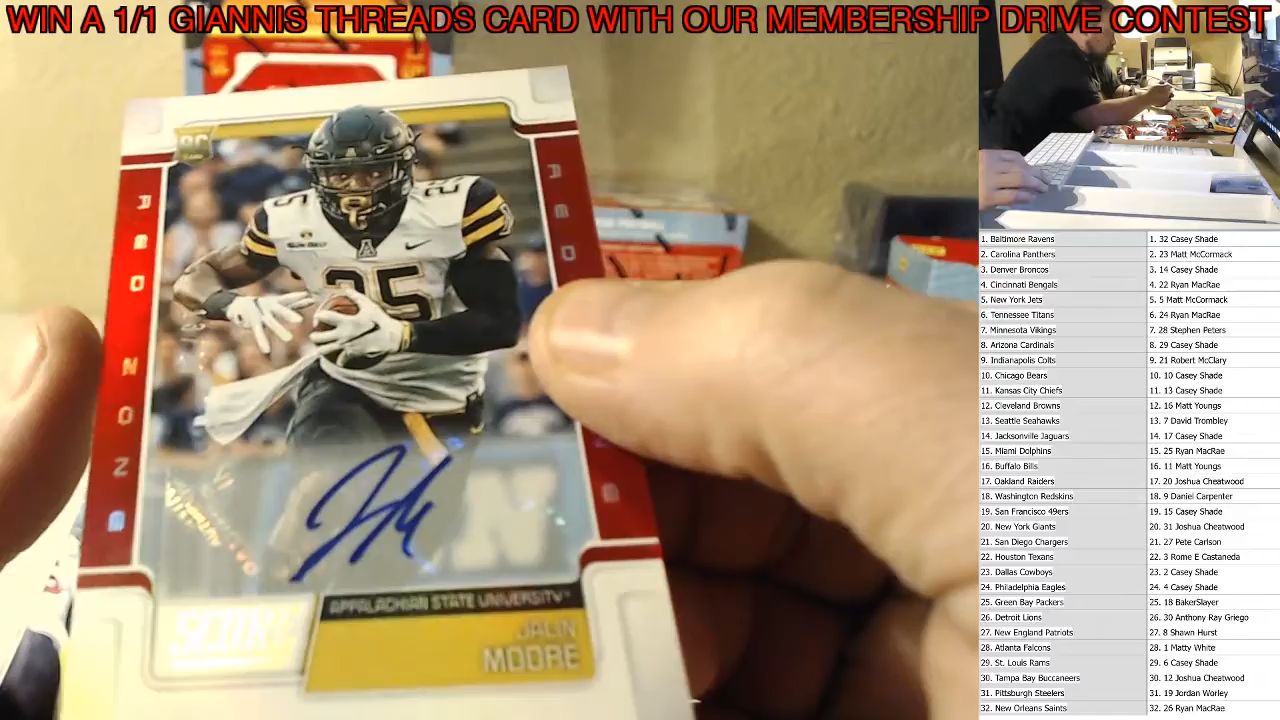 WIN A 1/1 GIANNIS THREADS CARD WITH OUR MEMBERSHIP DRIVE CONTEST
RC
25
25
SCORE
APPALACHIAN STATE UNIVERSITY
JALIN
MOORE
1. Baltimore Ravens 1. 32 Casey Shade
2. Carolina Panthers 2. 23 Matt McCormack
3. Denver Broncos 3. 14 Casey Shade
4. Cincinnati Bengals 4. 22 Ryan MacRae
5. New York Jets 5. 5 Matt McCormack
6. Tennessee Titans 6. 24 Ryan MacRae
7. Minnesota Vikings 7. 28 Stephen Peters
8. Arizona Cardinals 8. 29 Casey Shade
9. Indianapolis Colts 9. 21 Robert McClary
10. Chicago Bears 10. 10 Casey Shade
11. Kansas City Chiefs 11. 13 Casey Shade
12. Cleveland Browns 12. 16 Matt Youngs
13. Seattle Seahawks 13. 7 David Trombley
14. Jacksonville Jaguars 14. 17 Casey Shade
15. Miami Dolphins 15. 25 Ryan MacRae
16. Buffalo Bills 16. 11 Matt Youngs
17. Oakland Raiders 17. 20 Joshua Cheatwood
18. Washington Redskins 18. 9 Daniel Carpenter
19. San Francisco 49ers 19. 15 Casey Shade
20. New York Giants 20. 31 Joshua Cheatwood
21. San Diego Chargers 21. 27 Pete Carlson
22. Houston Texans 22. 3 Rome E Castaneda
23. Dallas Cowboys 23. 2 Casey Shade
24. Philadelphia Eagles 24. 4 Casey Shade
25. Green Bay Packers 25. 18 BakerSlayer
26. Detroit Lions 26. 30 Anthony Ray Griego
27. New England Patriots 27. 8 Shawn Hurst
28. Atlanta Falcons 28. 1 Matty White
29. St. Louis Rams 29. 6 Casey Shade
30. Tampa Bay Buccaneers 30. 12 Joshua Cheatwood
31. Pittsburgh Steelers 31. 19 Jordan Worley
32. New Orleans Saints 32. 26 Ryan MacRae